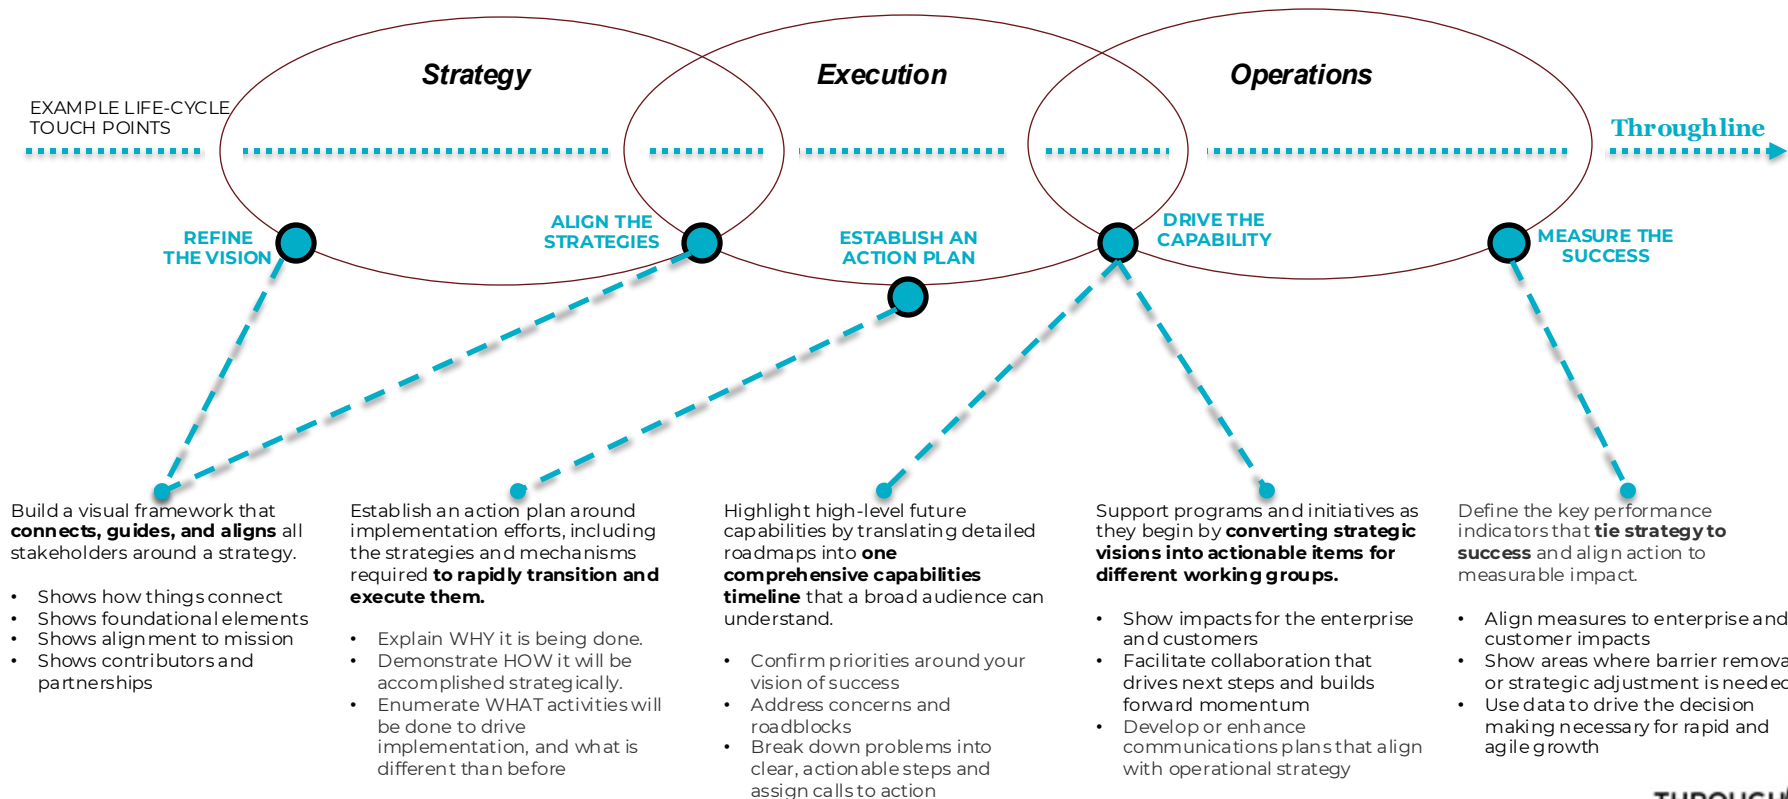 Strategy
Execution
Operations
EXAMPLE LIFE-CYCLE
TOUCH POINTS
Throughline
REFINE
THE VISION
ALIGN THE
STRATEGIES
ESTABLISH AN
ACTION PLAN
DRIVE THE
CAPABILITY
MEASURE THE
SUCCESS
Build a visual framework that
connects, guides, and aligns all
stakeholders around a strategy.
• Shows how things connect
• Shows foundational elements
• Shows alignment to mission
• Shows contributors and
partnerships
Establish an action plan around
implementation efforts, including
the strategies and mechanisms
required to rapidly transition and
execute them.
• Explain WHY it is being done.
• Demonstrate HOW it will be
accomplished strategically.
• Enumerate WHAT activities will
be done to drive
implementation, and what is
different than before
Highlight high-level future
capabilities by translating detailed
roadmaps into one
comprehensive capabilities
timeline that a broad audience can
understand.
• Confirm priorities around your
vision of success
• Address concerns and
roadblocks
• Break down problems into
clear, actionable steps and
assign calls to action
Support programs and initiatives as
they begin by converting strategic
visions into actionable items for
different working groups.
• Show impacts for the enterprise
and customers
• Facilitate collaboration that
drives next steps and builds
forward momentum
• Develop or enhance
communications plans that align
with operational strategy
Define the key performance
indicators that tie strategy to
success and align action to
measurable impact.
• Align measures to enterprise and
customer impacts
• Show areas where barrier remova
or strategic adjustment is needed
• Use data to drive the decision
making necessary for rapid and
agile growth